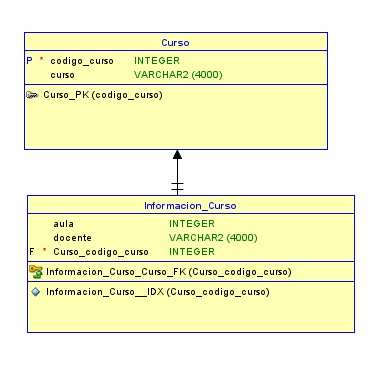 Curso
P * codigo_curso INTEGER
curso VARCHAR2 (4000)
Curso_PK (codigo_curso)
Informacion_Curso
aula INTEGER
docente VARCHAR2 (4000)
F * Curso_codigo_curso INTEGER
Informacion_Curso_Curso_FK (Curso_codigo_curso)
Informacion_Curso__IDX (Curso_codigo_curso)